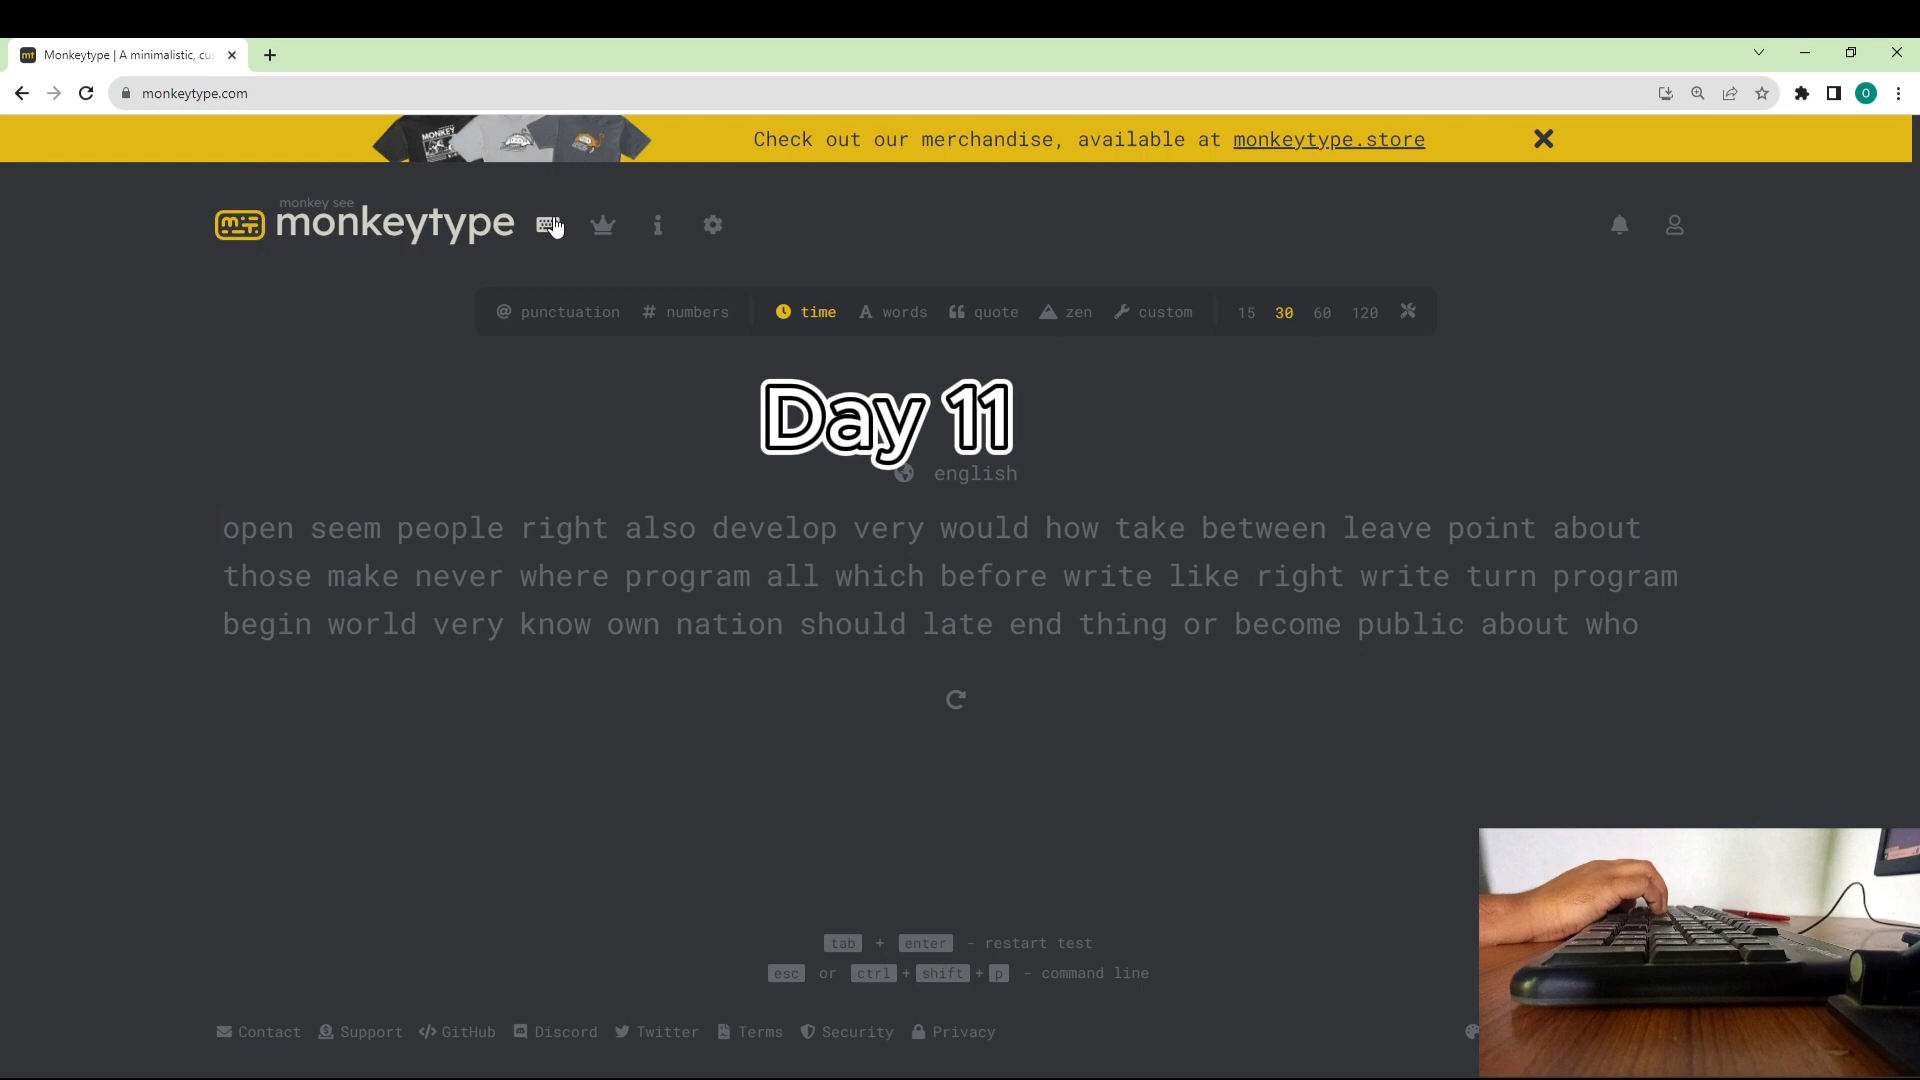 mt Monkeytype | A minimalistic, cus
monkeytype.com
O
MONKEY
Check out our merchandise, available at monkeytype.store
monkey see
monkeytype
@ punctuation # numbers time A words quote zen custom 15 30 60 120
Day 11
english
open seem people right also develop very would how take between leave point about
those make never where program all which before write like right write turn program
begin world very know own nation should late end thing or become public about who
tab + enter - restart test
esc or ctrl + shift + p - command line
Contact Support </> GitHub Discord Twitter Terms Security Privacy